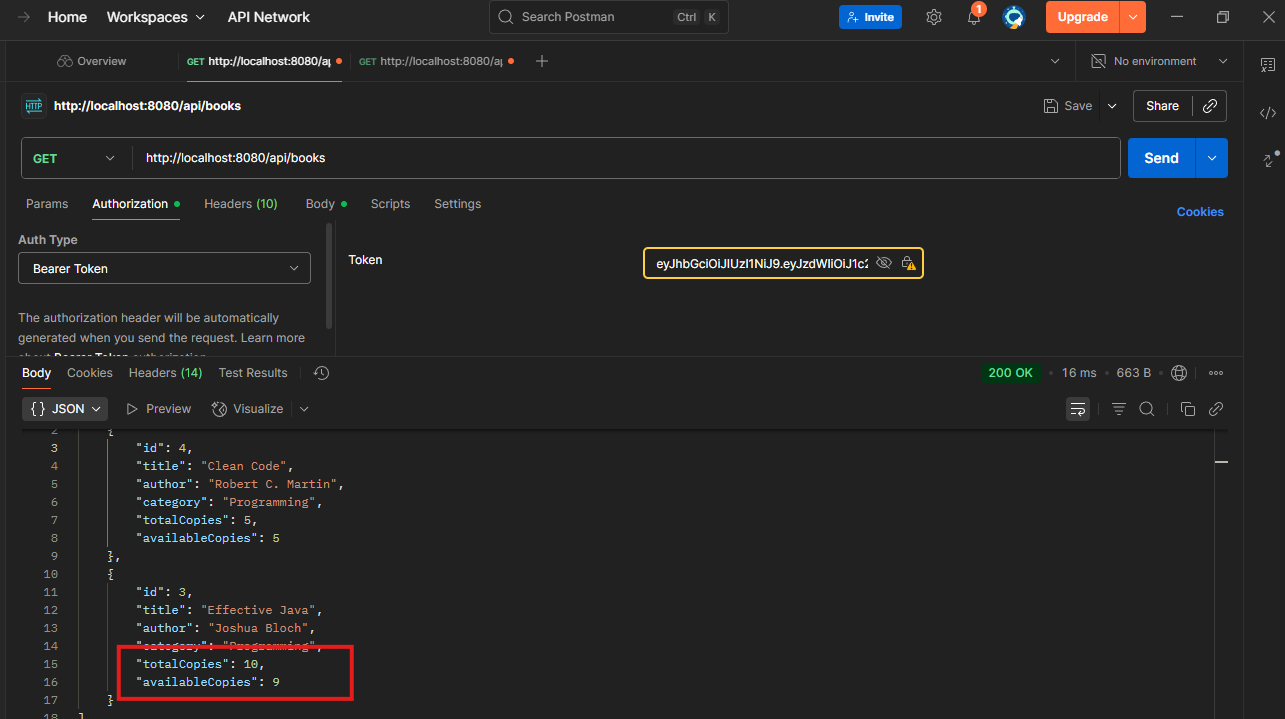 Home Workspaces API Network Search Postman Ctrl K Invite 1 Upgrade
Overview GET http://localhost:8080/ap GET http://localhost:8080/ap No environment
HTTP http://localhost:8080/api/books Save Share
GET http://localhost:8080/api/books Send
Params Authorization Headers (10) Body Scripts Settings Cookies
Auth Type
Bearer Token
Token
The authorization header will be automatically
generated when you send the request. Learn more
about Bearer Token authorization
Body Cookies Headers (14) Test Results 200 OK 16 ms 663 B
{} JSON Preview Visualize
2 {
3 "id": 4,
4 "title": "Clean Code",
5 "author": "Robert C. Martin",
6 "category": "Programming",
7 "totalCopies": 5,
8 "availableCopies": 5
9 },
10 {
11 "id": 3,
12 "title": "Effective Java",
13 "author": "Joshua Bloch",
14 "category": "Programming",
15 "totalCopies": 10,
16 "availableCopies": 9
17 }
18 ]